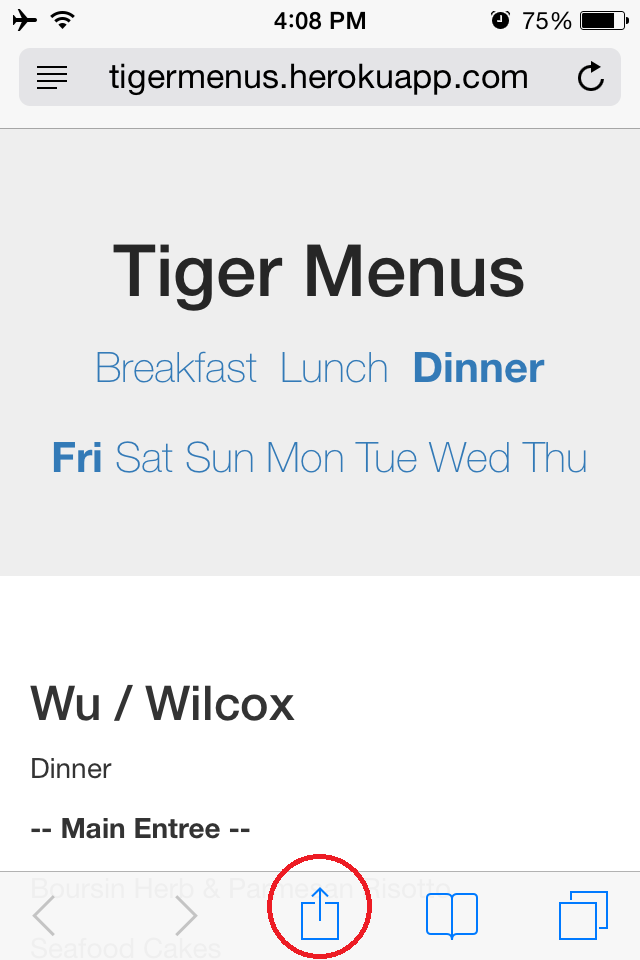 4:08 PM 75%
tigermenus.herokuapp.com
Tiger Menus
Breakfast Lunch Dinner
Fri Sat Sun Mon Tue Wed Thu
Wu / Wilcox
Dinner
-- Main Entree --
Boursin Herb & Parmesan Risotto
Seafood Cakes